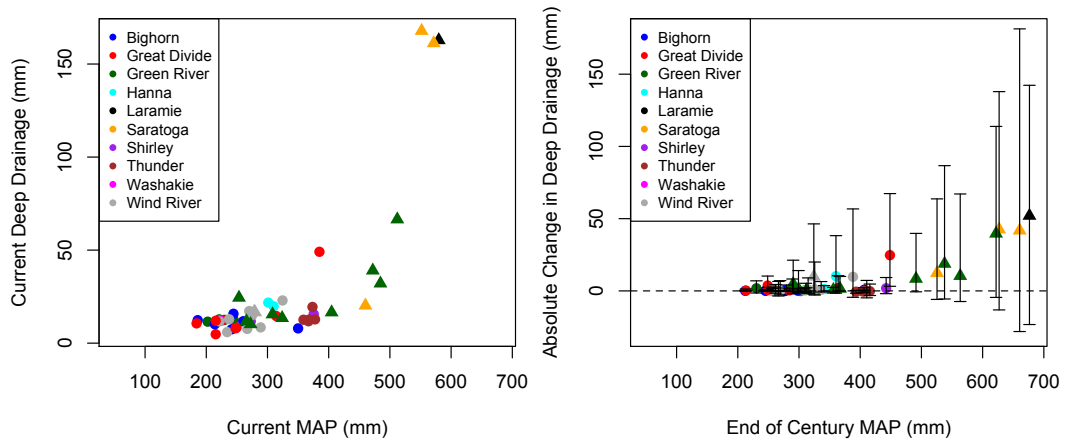 Current Deep Drainage (mm)
150
100
50
0
Bighorn
Great Divide
Green River
Hanna
Laramie
Saratoga
Shirley
Thunder
Washakie
Wind River
100 200 300 400 500 600 700
Current MAP (mm)
Absolute Change in Deep Drainage (mm)
150
100
50
0
Bighorn
Great Divide
Green River
Hanna
Laramie
Saratoga
Shirley
Thunder
Washakie
Wind River
100 200 300 400 500 600 700
End of Century MAP (mm)